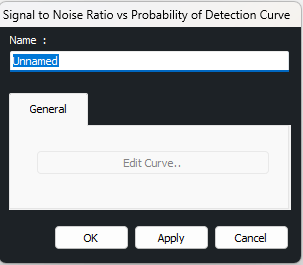 Signal to Noise Ratio vs Probability of Detection Curve
Name :
Unnamed
General
Edit Curve..
OK Apply Cancel